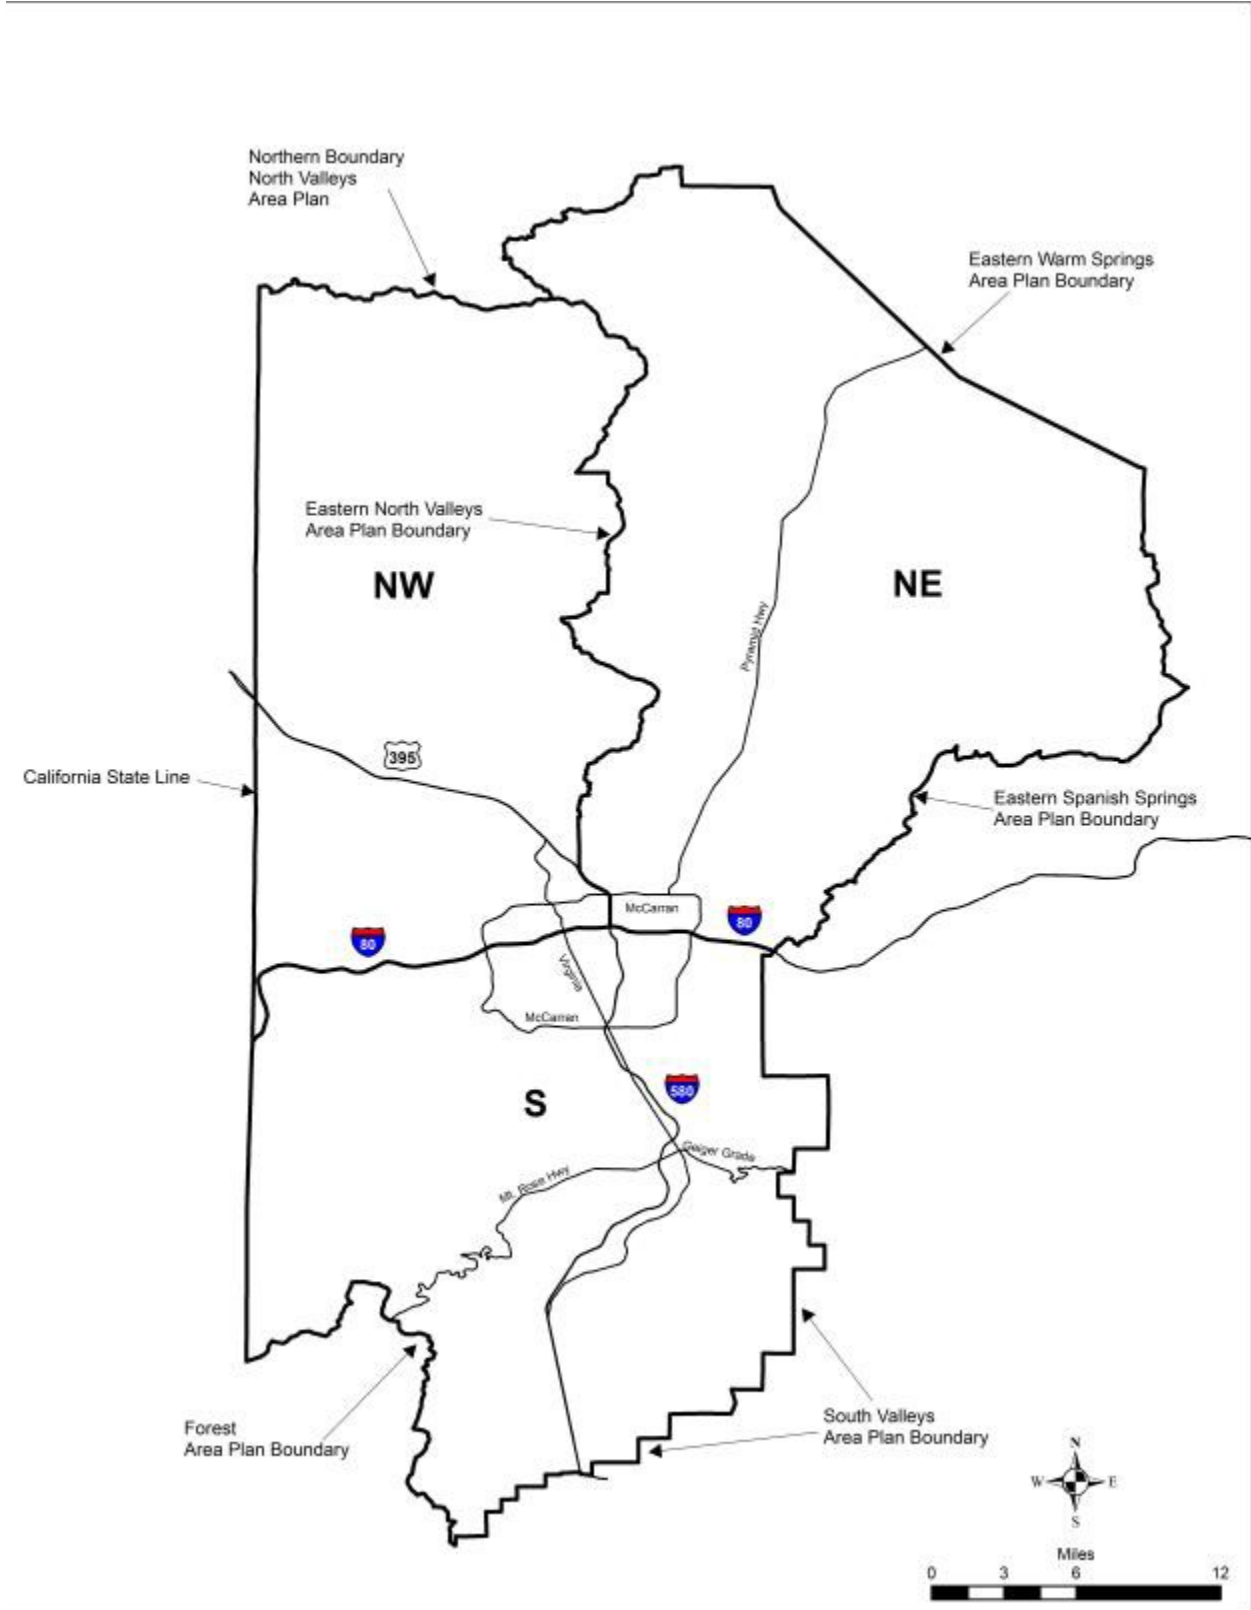 Northern Boundary
North Valleys
Area Plan
Eastern Warm Springs
Area Plan Boundary
Eastern North Valleys
Area Plan Boundary
NW
NE
Pyramid Hwy
395
California State Line
Eastern Spanish Springs
Area Plan Boundary
McCarran
80
80
Virginia
McCarran
580
S
Geiger Grade
Mt. Rose Hwy
Forest
Area Plan Boundary
South Valleys
Area Plan Boundary
N
W
E
S
Miles
0 3 6 12